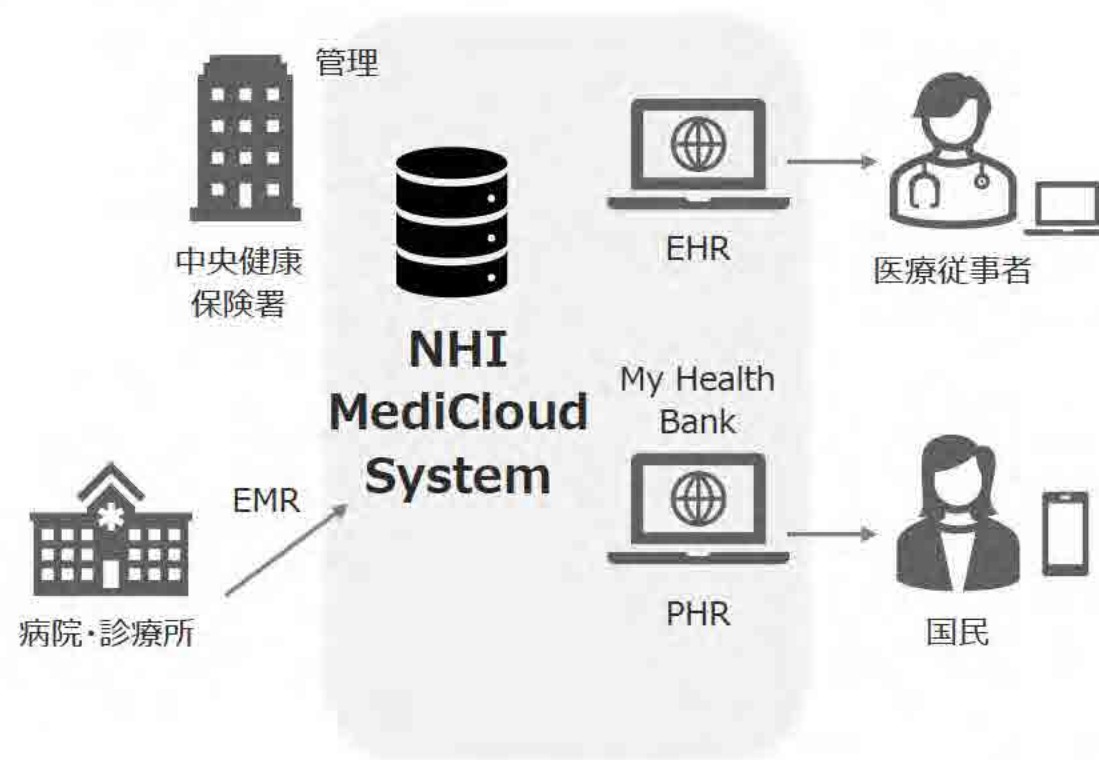 管理
中央健康
保険署
NHI
MediCloud
System
EMR
病院・診療所
EHR
医療従事者
My Health
Bank
PHR
国民